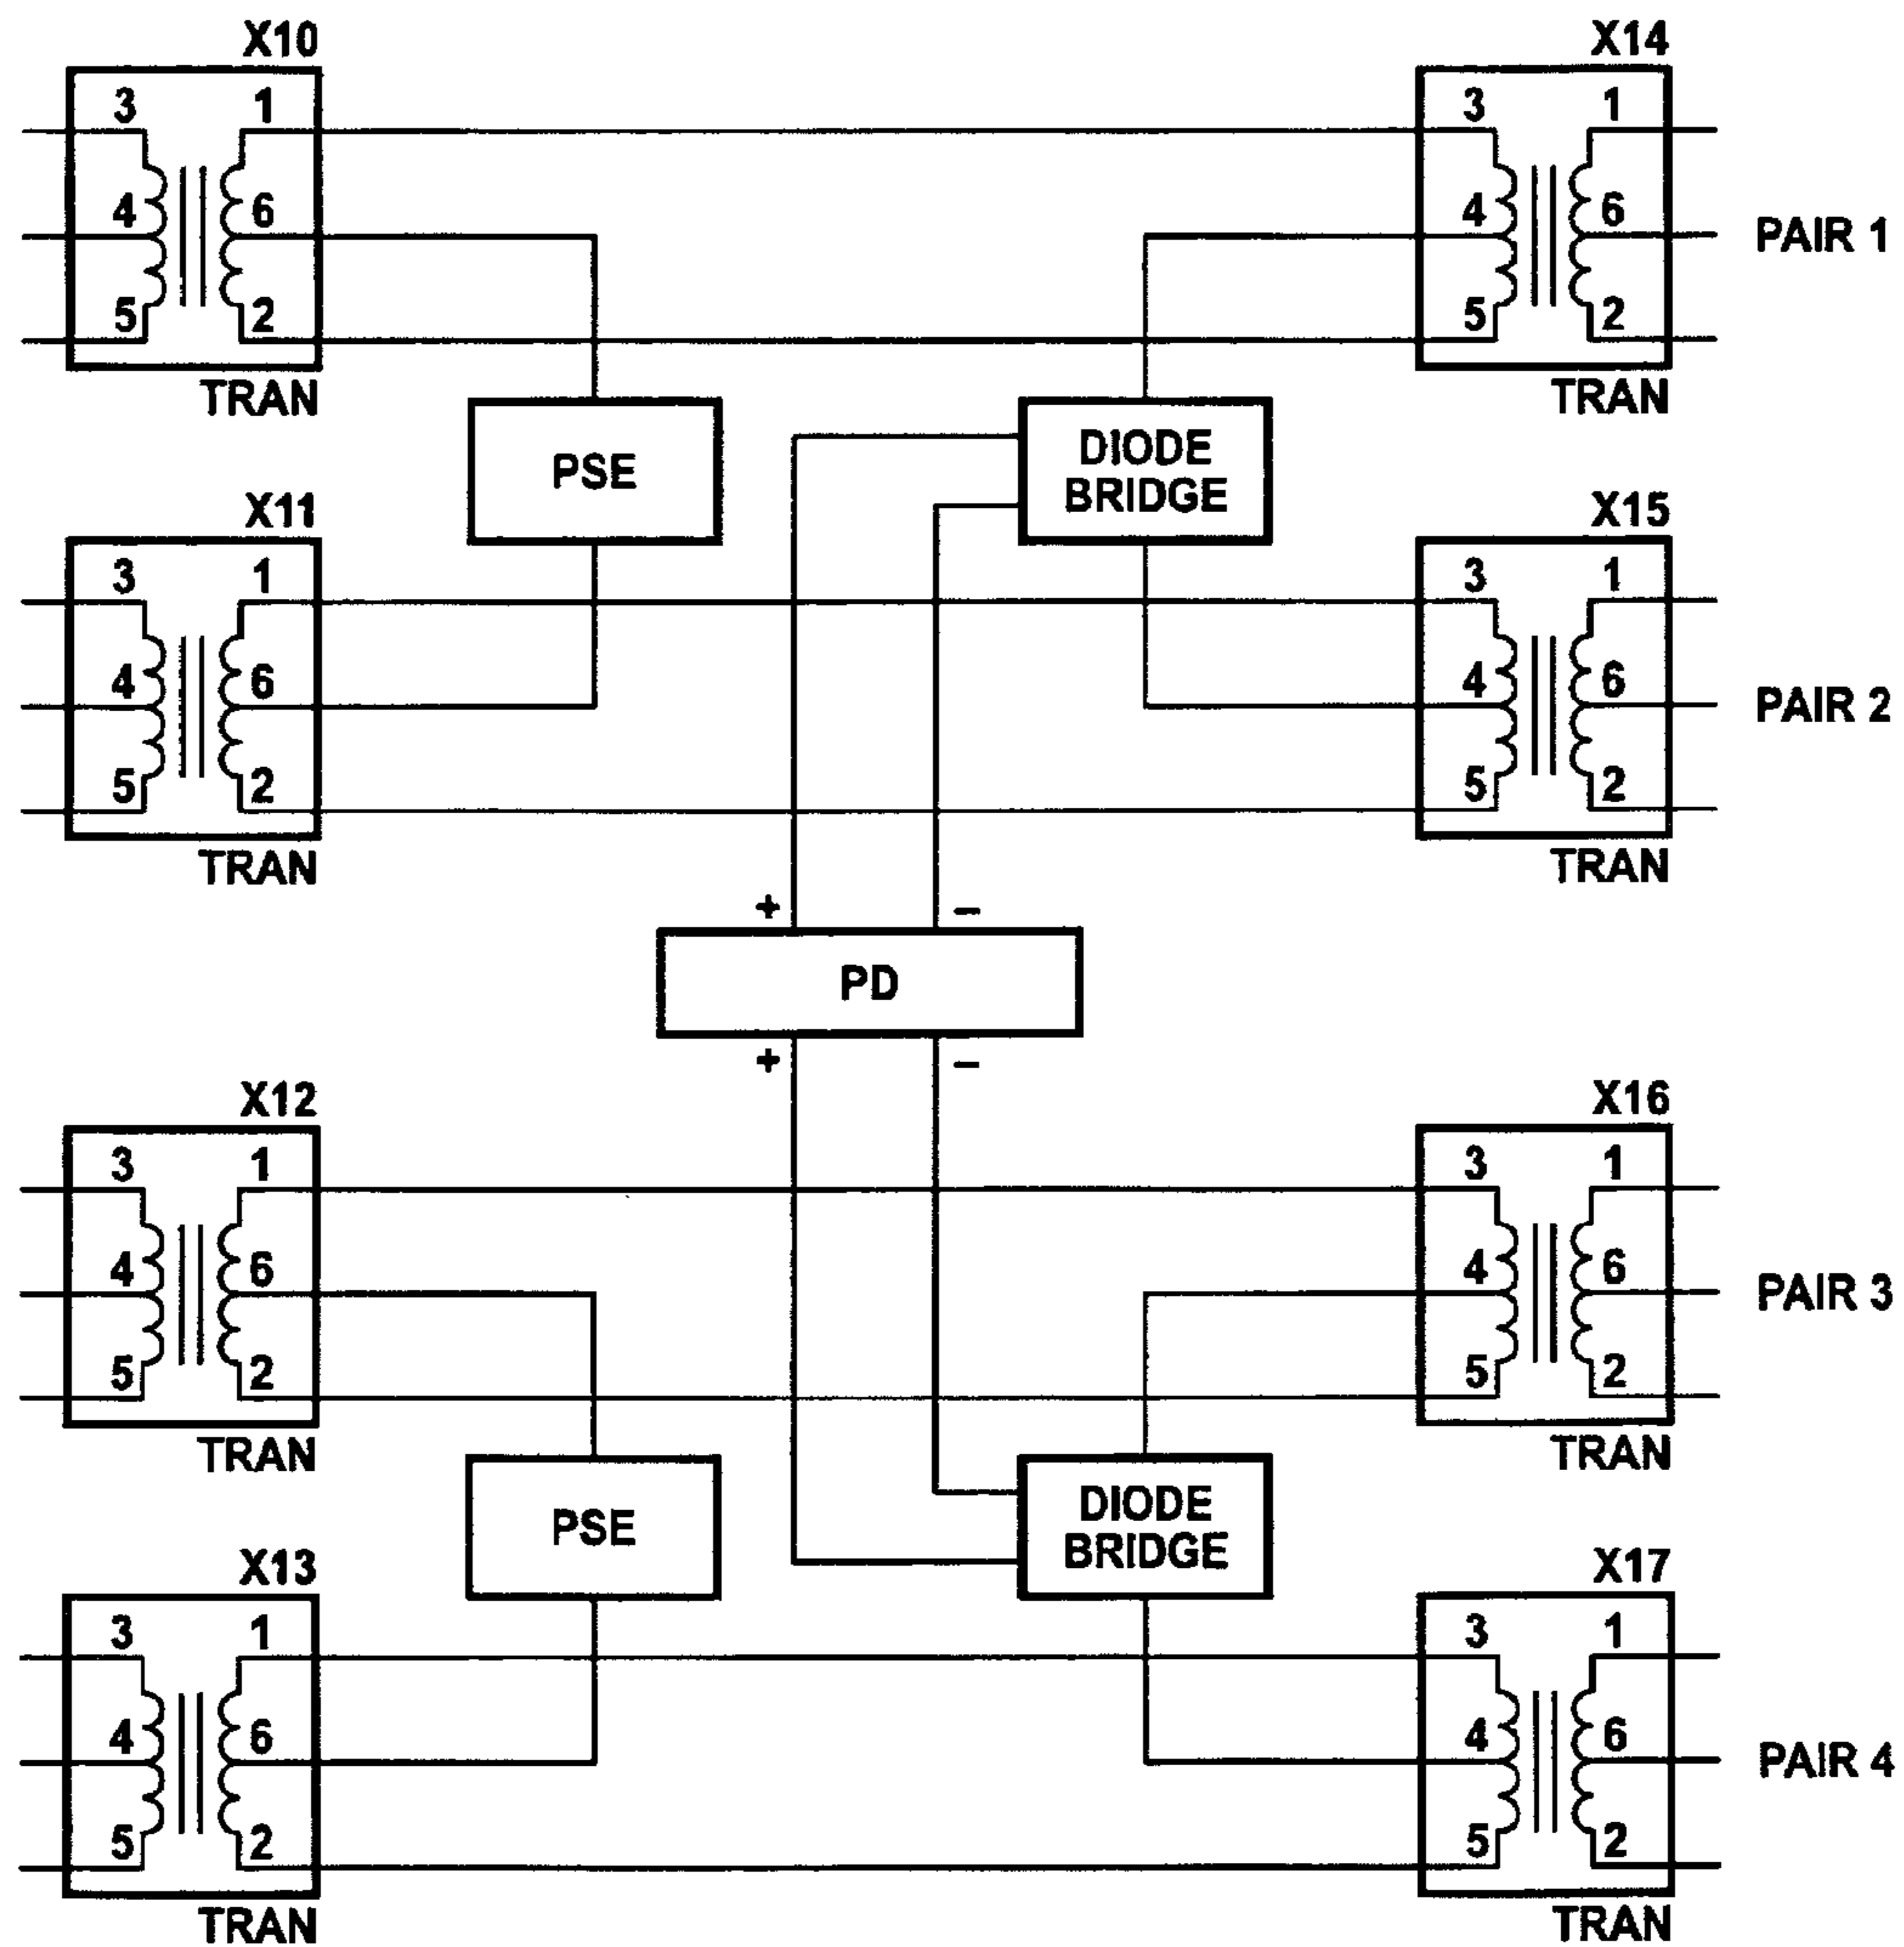 X10 X14
3 1 3 1
4 6 4 6 PAIR 1
5 2 5 2
TRAN TRAN
PSE DIODE
BRIDGE
X11 X15
3 1 3 1
4 6 4 6 PAIR 2
5 2 5 2
TRAN TRAN
+ −
PD
+ −
X12 X16
3 1 3 1
4 6 4 6 PAIR 3
5 2 5 2
TRAN TRAN
PSE DIODE
BRIDGE
X13 X17
3 1 3 1
4 6 4 6 PAIR 4
5 2 5 2
TRAN TRAN